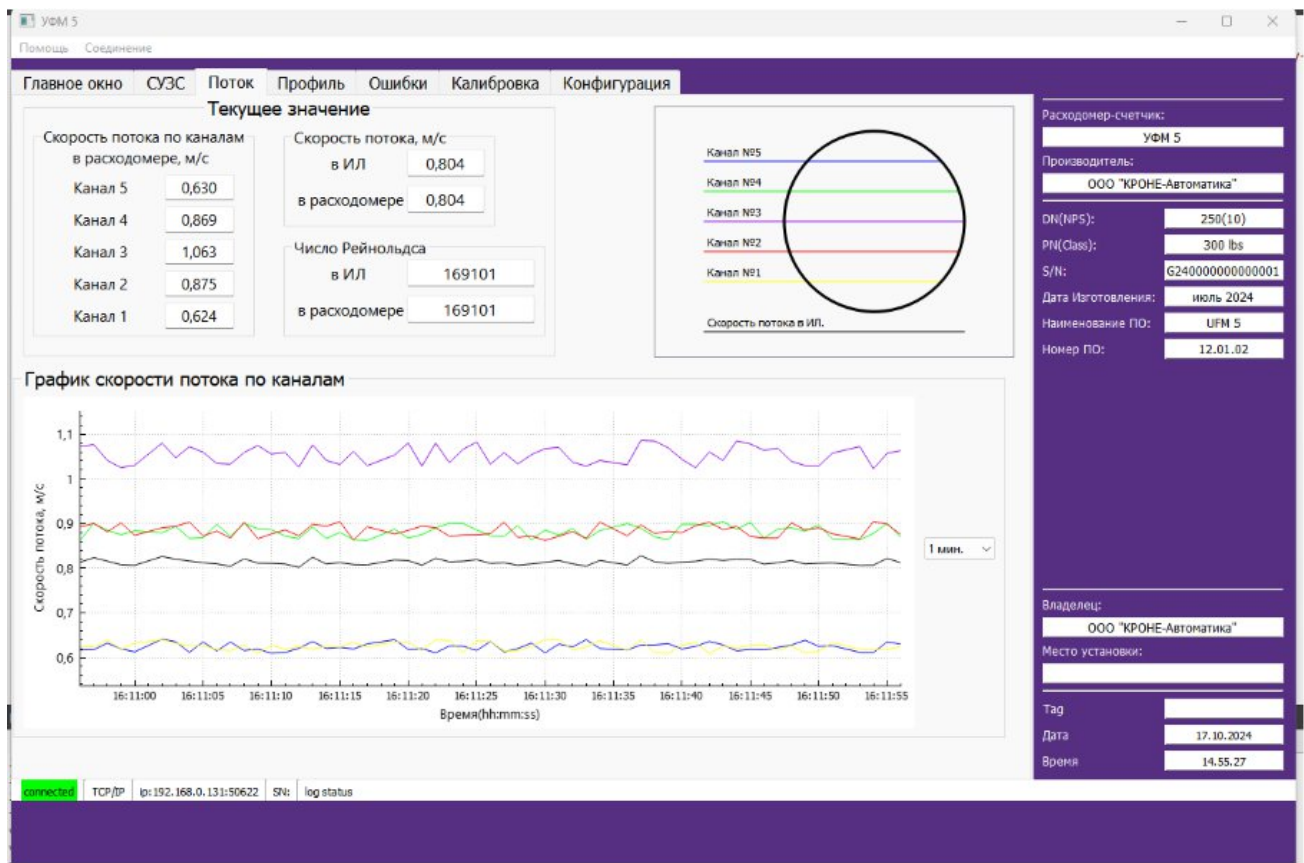 УФМ 5
Помощь Соединение
Главное окно СУЗС Поток Профиль Ошибки Калибровка Конфигурация
Текущее значение
Скорость потока по каналам
в расходомере, м/с
Канал 5 0,630
Канал 4 0,869
Канал 3 1,063
Канал 2 0,875
Канал 1 0,624
Скорость потока, м/с
в ИЛ 0,804
в расходомере 0,804
Число Рейнольдса
в ИЛ 169101
в расходомере 169101
Канал №5
Канал №4
Канал №3
Канал №2
Канал №1
Скорость потока в ИЛ.
График скорости потока по каналам
Скорость потока, м/с
1,1
1
0,9
0,8
0,7
0,6
16:11:00 16:11:05 16:11:10 16:11:15 16:11:20 16:11:25 16:11:30 16:11:35 16:11:40 16:11:45 16:11:50 16:11:55
Время(hh:mm:ss)
1 мин.
Расходомер-счетчик:
УФМ 5
Производитель:
ООО "КРОНЕ-Автоматика"
DN(NPS): 250(10)
PN(Class): 300 lbs
S/N: G240000000000001
Дата Изготовления: июль 2024
Наименование ПО: UFM 5
Номер ПО: 12.01.02
Владелец:
ООО "КРОНЕ-Автоматика"
Место установки:
Tag
Дата 17.10.2024
Время 14.55.27
connected TCP/IP ip:192.168.0.131:50622 SN: log status